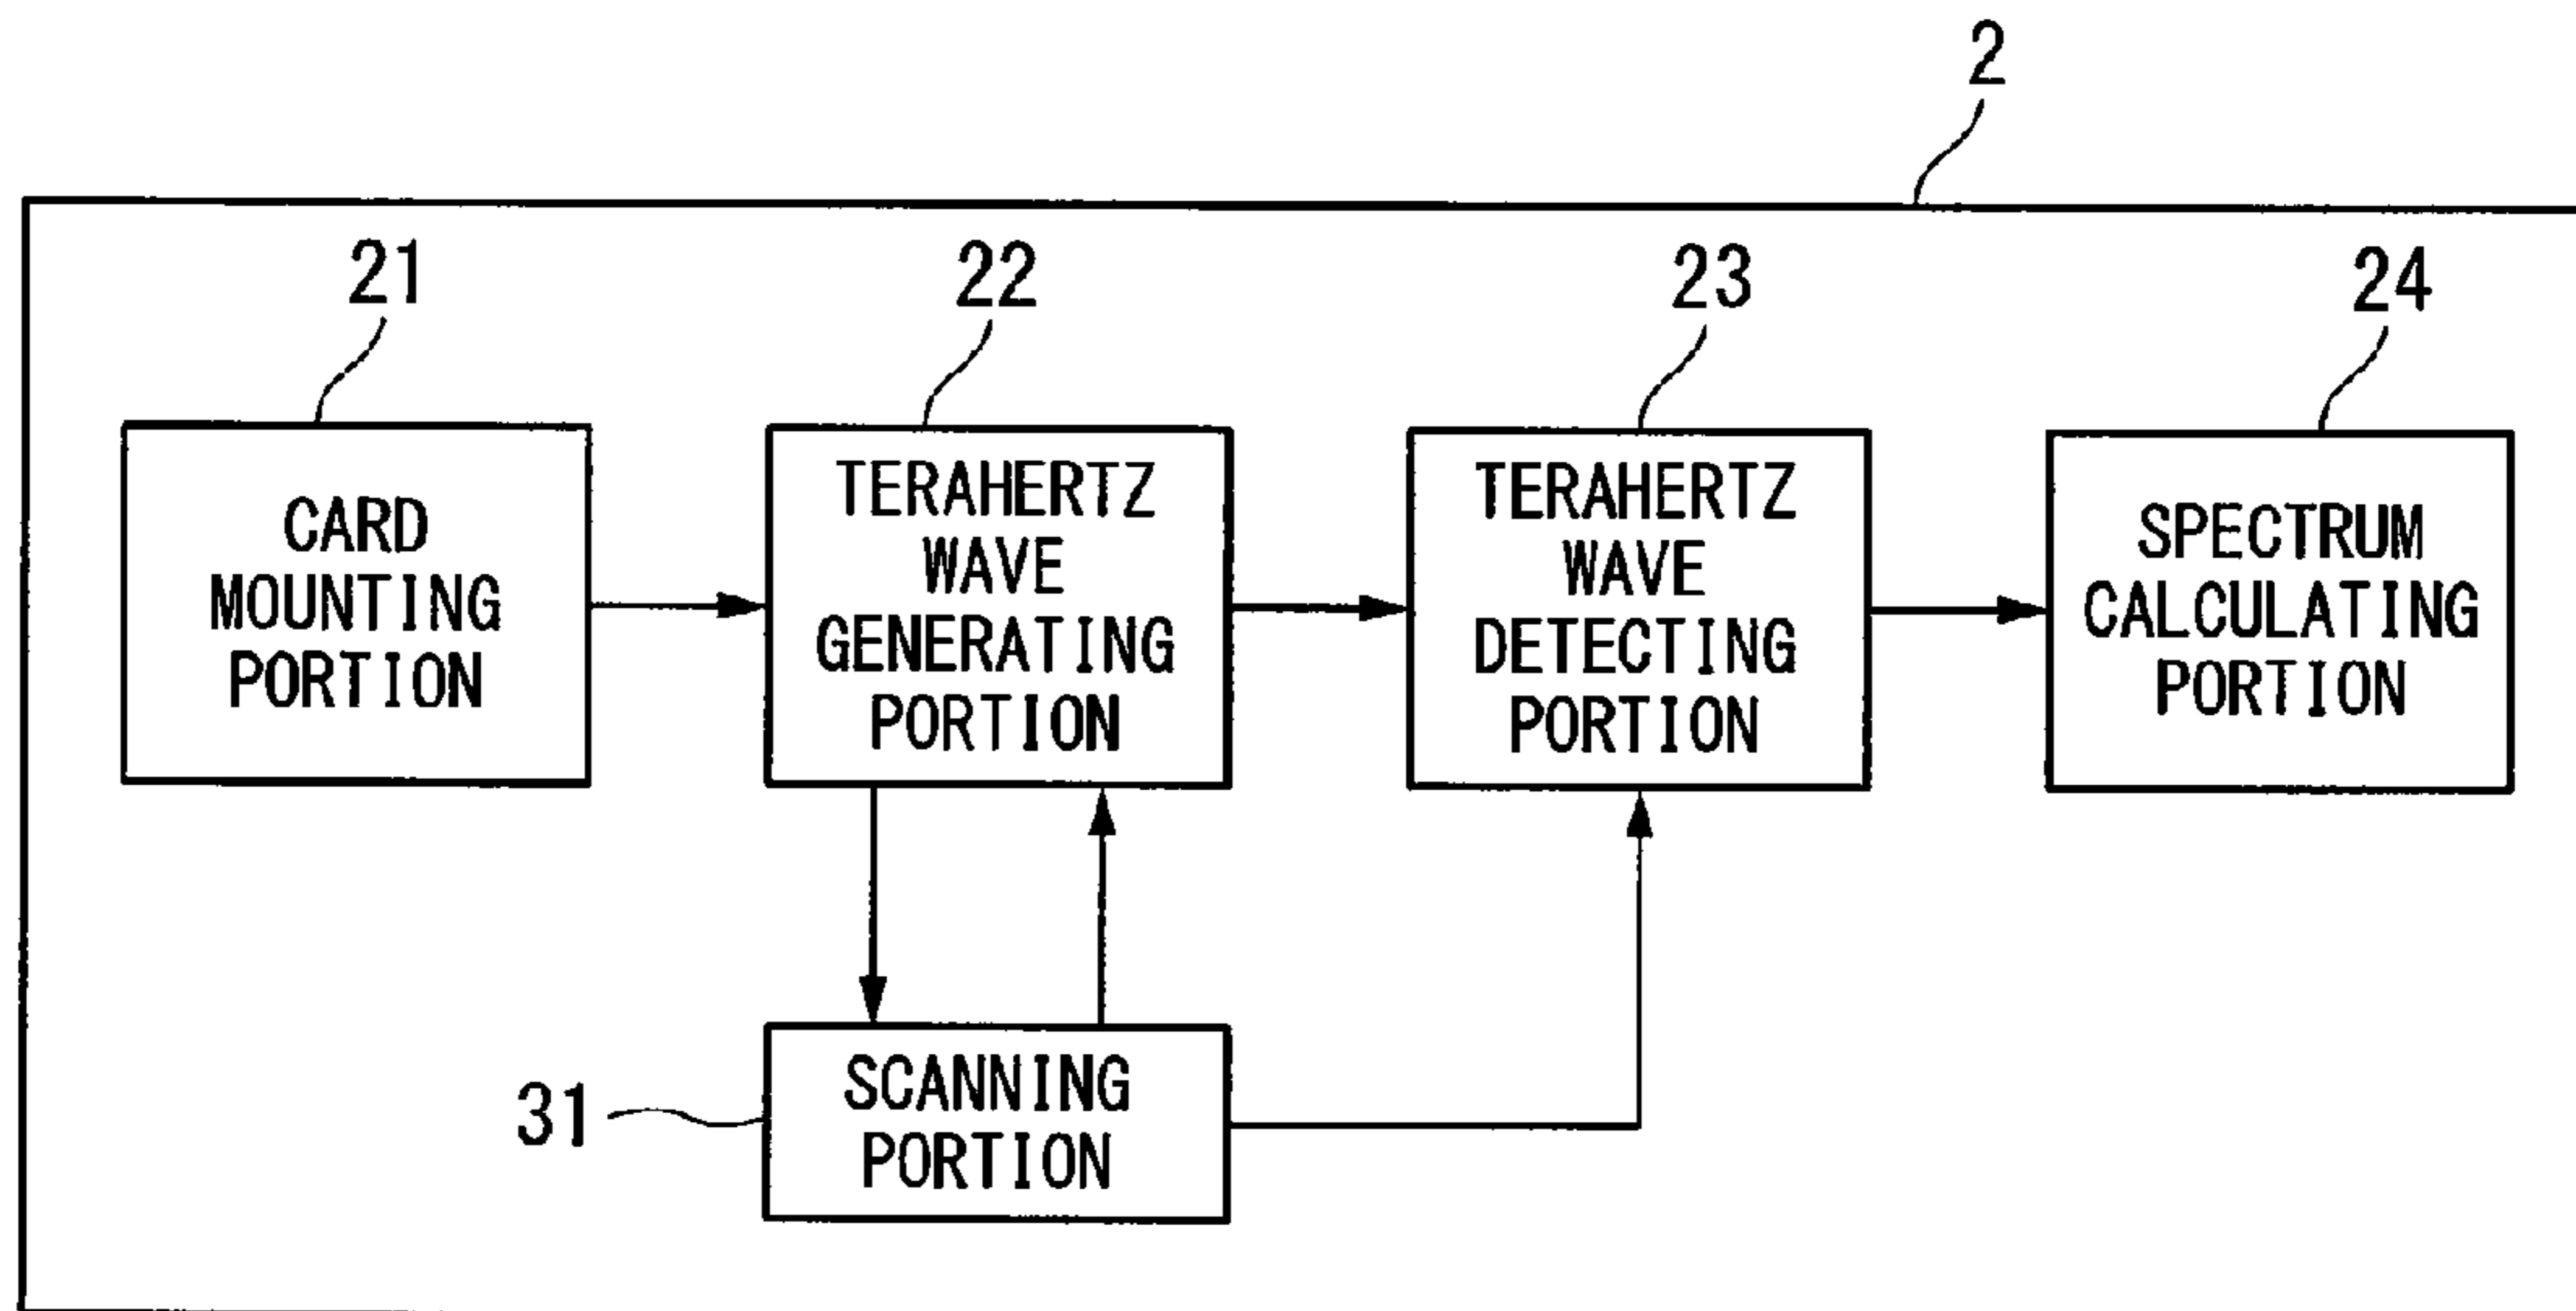 2
21
22
23
24
CARD
MOUNTING
PORTION
TERAHERTZ
WAVE
GENERATING
PORTION
TERAHERTZ
WAVE
DETECTING
PORTION
SPECTRUM
CALCULATING
PORTION
31
SCANNING
PORTION